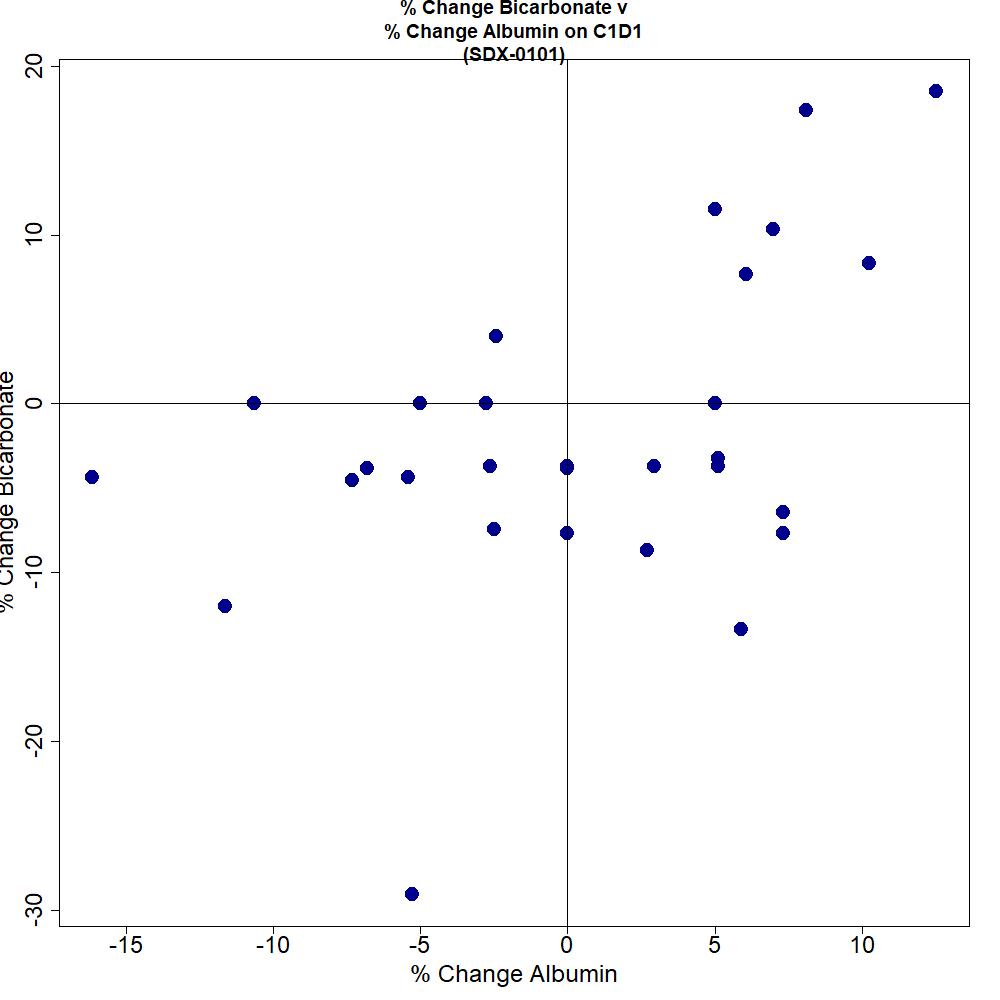 % Change Bicarbonate v
% Change Albumin on C1D1
(SDX-0101)
20
10
0
-10
-20
-30
% Change Bicarbonate
-15
-10
-5
0
5
10
% Change Albumin